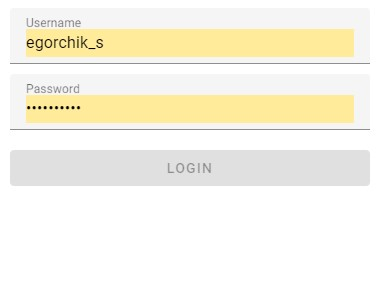 Username
egorchik_s
Password
••••••••••
LOGIN